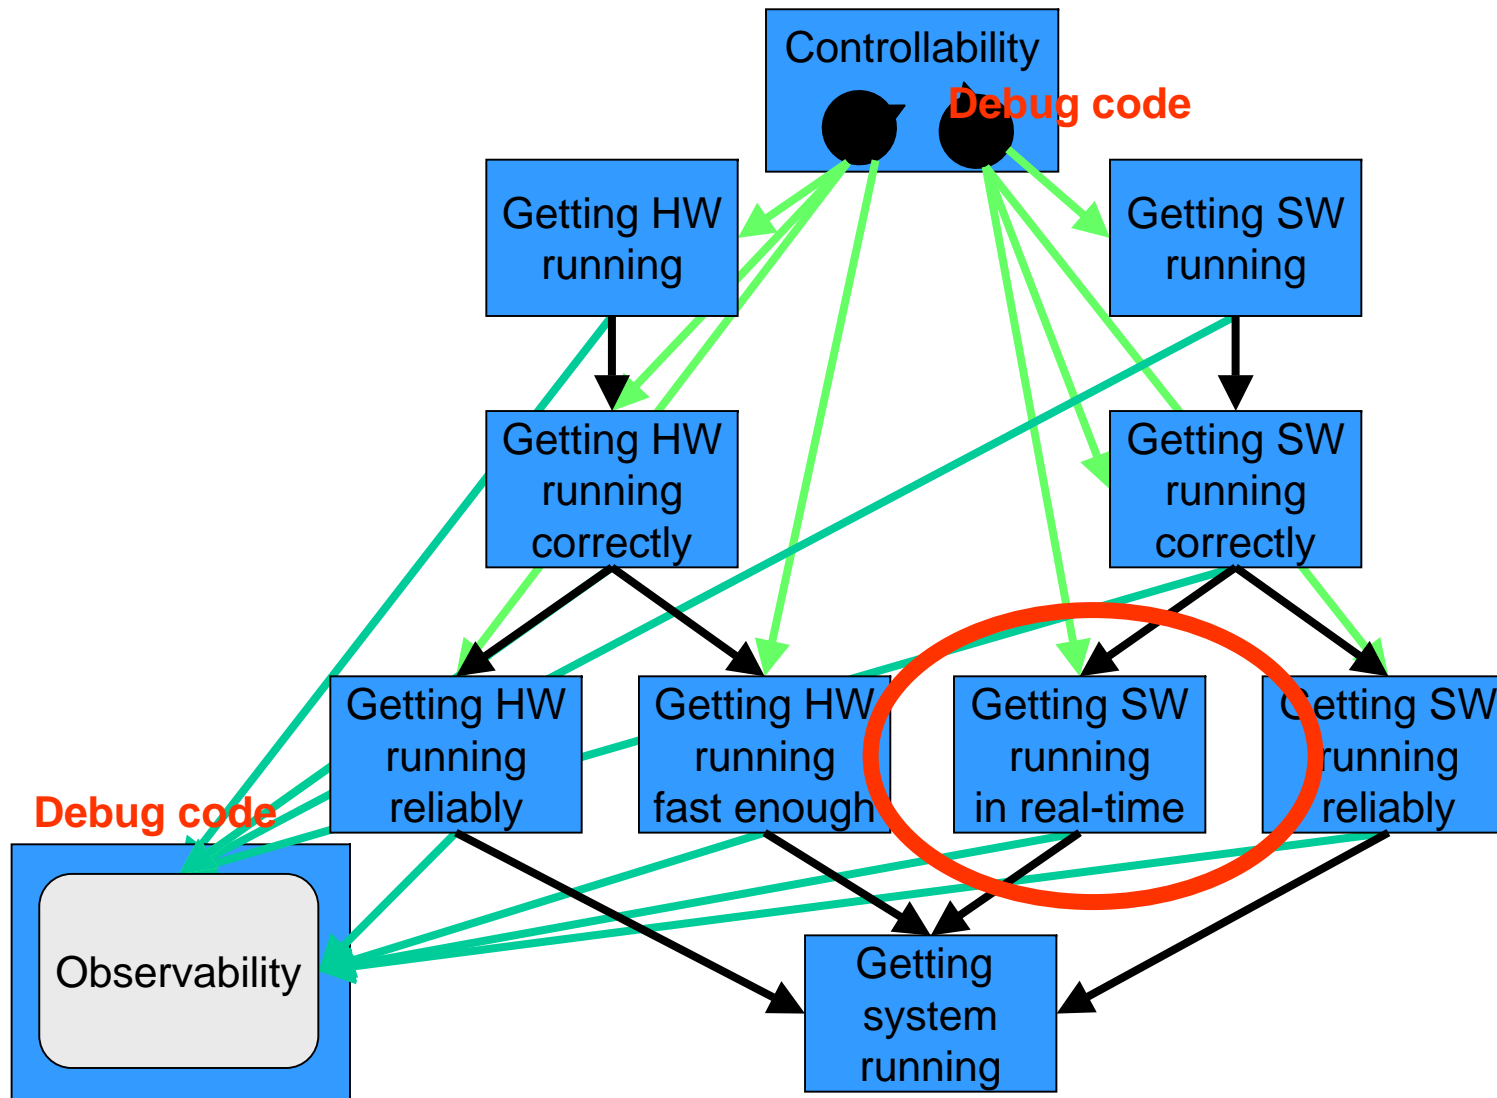 Controllability
Debug code
Getting HW
running
Getting SW
running
Getting HW
running
correctly
Getting SW
running
correctly
Getting HW
running
reliably
Getting HW
running
fast enough
Getting SW
running
in real-time
Getting SW
running
reliably
Debug code
Observability
Getting
system
running